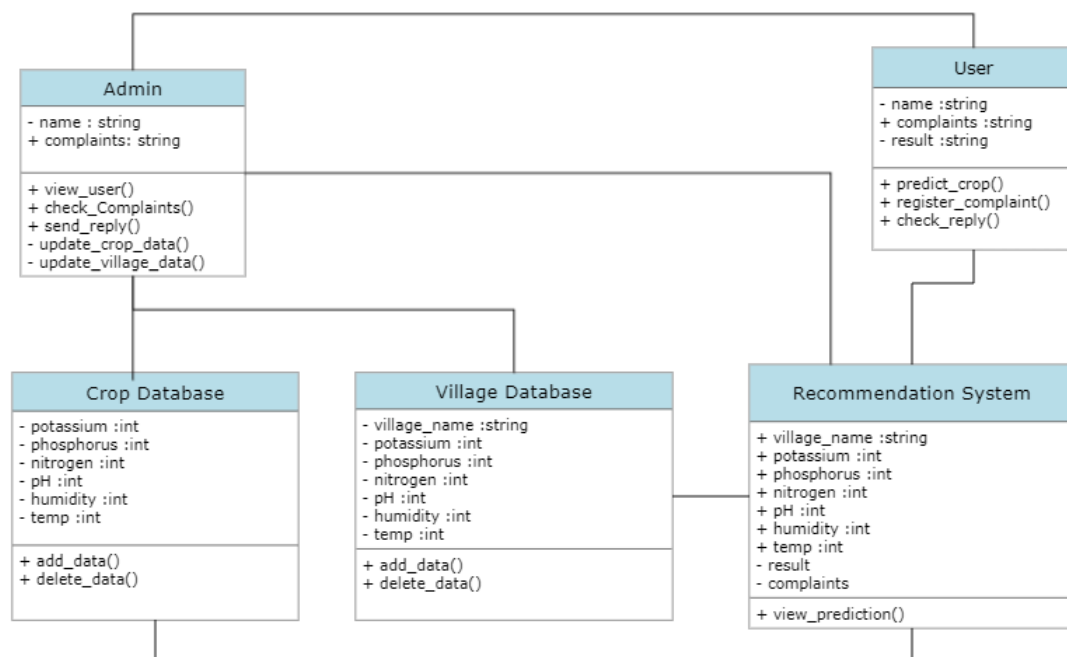 Admin
- name : string
+ complaints: string
+ view_user()
+ check_Complaints()
+ send_reply()
- update_crop_data()
- update_village_data()
User
- name :string
+ complaints :string
- result :string
+ predict_crop()
+ register_complaint()
+ check_reply()
Crop Database
- potassium :int
- phosphorus :int
- nitrogen :int
- pH :int
- humidity :int
- temp :int
+ add_data()
+ delete_data()
Village Database
- village_name :string
- potassium :int
- phosphorus :int
- nitrogen :int
- pH :int
- humidity :int
- temp :int
+ add_data()
+ delete_data()
Recommendation System
+ village_name :string
+ potassium :int
+ phosphorus :int
+ nitrogen :int
+ pH :int
+ humidity :int
+ temp :int
- result
- complaints
+ view_prediction()